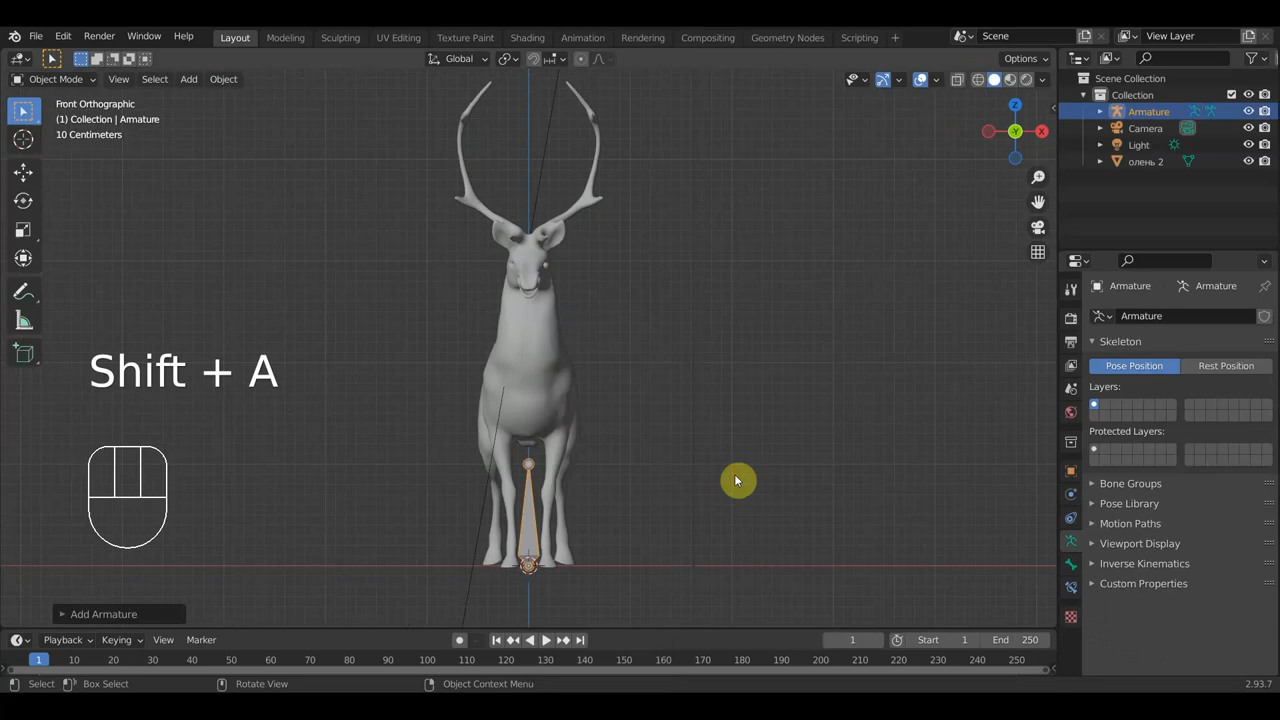 File Edit Render Window Help Layout Modeling Sculpting UV Editing Texture Paint Shading Animation Rendering Compositing Geometry Nodes Scripting + Scene View Layer
Global Options
Object Mode View Select Add Object
Front Orthographic
(1) Collection | Armature
10 Centimeters
Z
-Y
X
Scene Collection
Collection
Armature
Camera
Light
олень 2
Armature Armature
Armature
Skeleton
Pose Position Rest Position
Layers:
Protected Layers:
Bone Groups
Pose Library
Motion Paths
Viewport Display
Inverse Kinematics
Custom Properties
Shift + A
Add Armature
Playback Keying View Marker 1 Start 1 End 250
1 10 20 30 40 50 60 70 80 90 100 110 120 130 140 150 160 170 180 190 200 210 220 230 240 250
Select Box Select Rotate View Object Context Menu 2.93.7